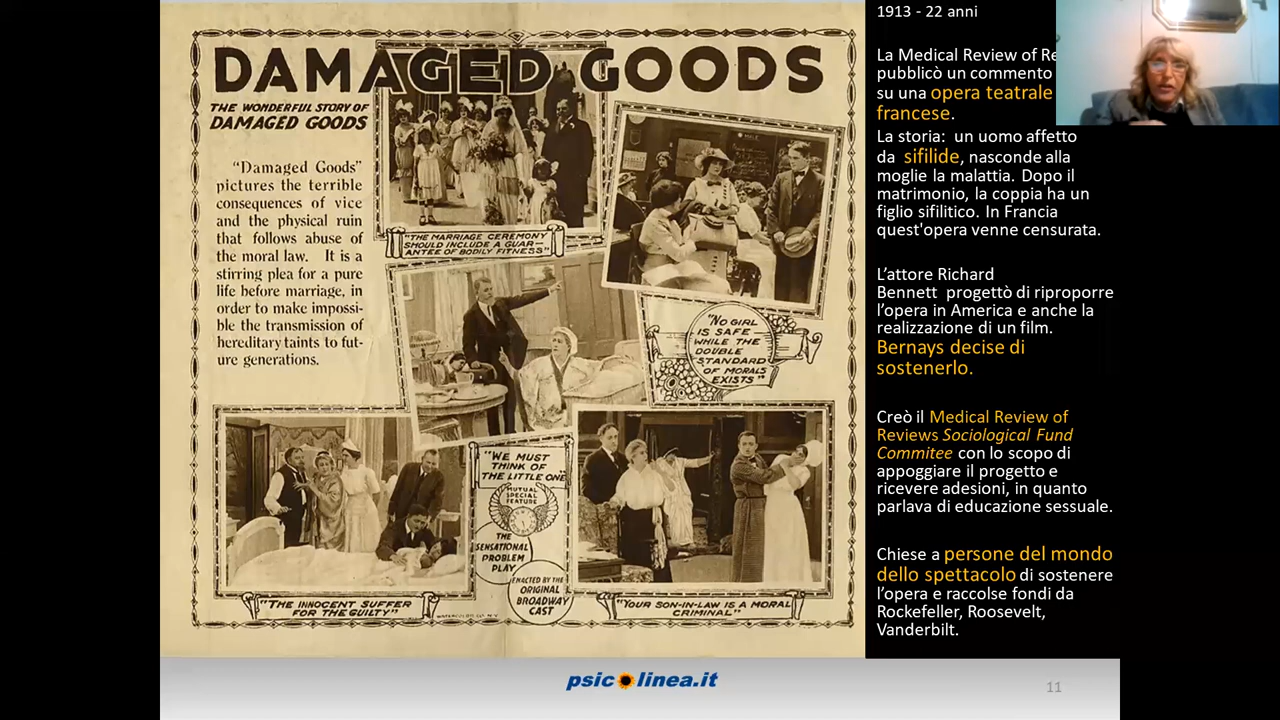 DAMAGED GOODS
THE WONDERFUL STORY OF
DAMAGED GOODS
"Damaged Goods"
pictures the terrible
consequences of vice
and the physical ruin
that follows abuse of
the moral law. It is a
stirring plea for a pure
life before marriage, in
order to make impossi-
ble the transmission of
hereditary taints to fut-
ure generations.
"THE MARRIAGE CEREMONY
SHOULD INCLUDE A GUAR-
ANTEE OF BODILY FITNESS"
"NO GIRL
IS SAFE
WHILE THE
DOUBLE
STANDARD
OF MORALS
EXISTS"
"WE MUST
THINK OF
THE LITTLE ONE"
MUTUAL
SPECIAL
FEATURE
THE
SENSATIONAL
PROBLEM
PLAY
ENACTED BY THE
ORIGINAL
BROADWAY
CAST
"THE INNOCENT SUFFER
FOR THE GUILTY"
"YOUR SON-IN-LAW IS A MORAL
CRIMINAL"
1913 - 22 anni
La Medical Review of Re
pubblicò un commento
su una opera teatrale
francese.
La storia: un uomo affetto
da sifilide, nasconde alla
moglie la malattia. Dopo il
matrimonio, la coppia ha un
figlio sifilitico. In Francia
quest'opera venne censurata.
L'attore Richard
Bennett progettò di riproporre
l'opera in America e anche la
realizzazione di un film.
Bernays decise di
sostenerlo.
Creò il Medical Review of
Reviews Sociological Fund
Commitee con lo scopo di
appoggiare il progetto e
ricevere adesioni, in quanto
parlava di educazione sessuale.
Chiese a persone del mondo
dello spettacolo di sostenere
l'opera e raccolse fondi da
Rockefeller, Roosevelt,
Vanderbilt.
psicolinea.it
11